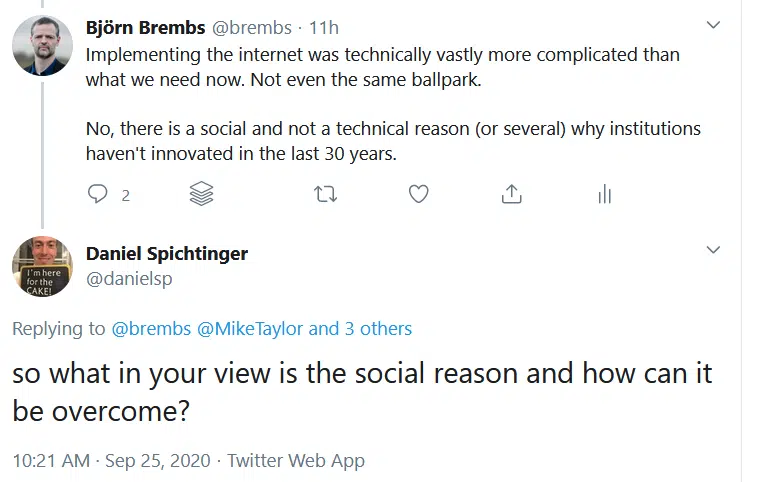 Björn Brembs @brembs · 11h
Implementing the internet was technically vastly more complicated than
what we need now. Not even the same ballpark.
No, there is a social and not a technical reason (or several) why institutions
haven't innovated in the last 30 years.
2
Daniel Spichtinger
@danielsp
I'm here
for the
CAKE!
Replying to @brembs @MikeTaylor and 3 others
so what in your view is the social reason and how can it
be overcome?
10:21 AM · Sep 25, 2020 · Twitter Web App